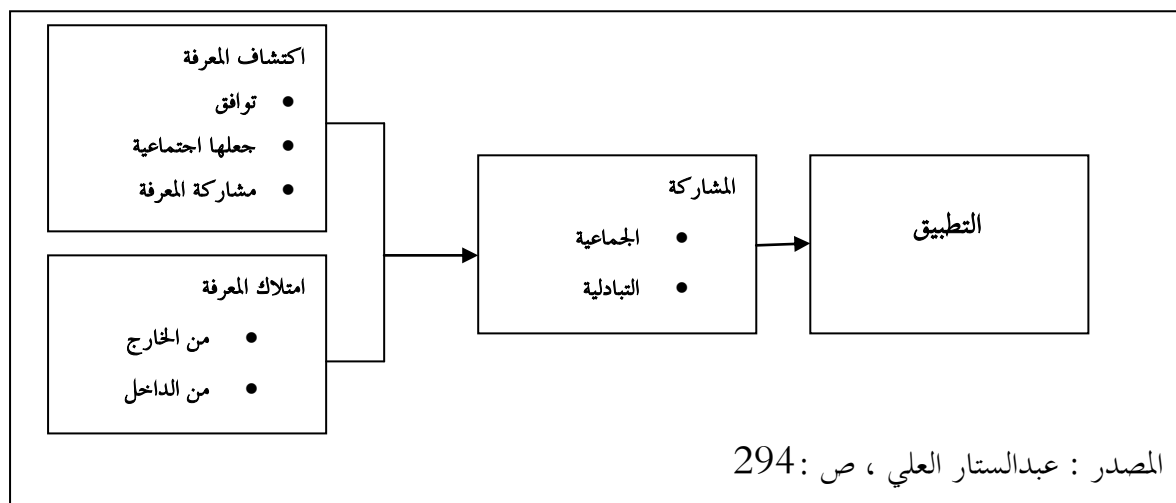 اكتشاف المعرفة
• توافق
• جعلها اجتماعية
• مشاركة المعرفة
امتلاك المعرفة
• من الخارج
• من الداخل
المشاركة
• الجماعية
• التبادلية
التطبيق
المصدر : عبدالستار العلي ، ص :294